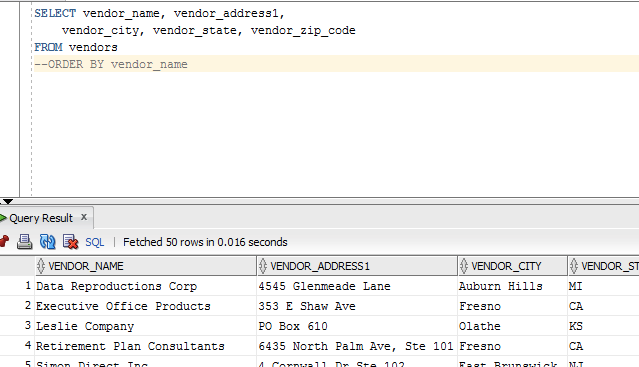 SELECT vendor_name, vendor_address1,
vendor_city, vendor_state, vendor_zip_code
FROM vendors
--ORDER BY vendor_name
Query Result x
SQL | Fetched 50 rows in 0.016 seconds
VENDOR_NAME VENDOR_ADDRESS1 VENDOR_CITY VENDOR_ST
1 Data Reproductions Corp 4545 Glenmeade Lane Auburn Hills MI
2 Executive Office Products 353 E Shaw Ave Fresno CA
3 Leslie Company PO Box 610 Olathe KS
4 Retirement Plan Consultants 6435 North Palm Ave, Ste 101 Fresno CA
5 Simon Direct Inc 4 Cornwall Dr Ste 102 East Brunswick NJ